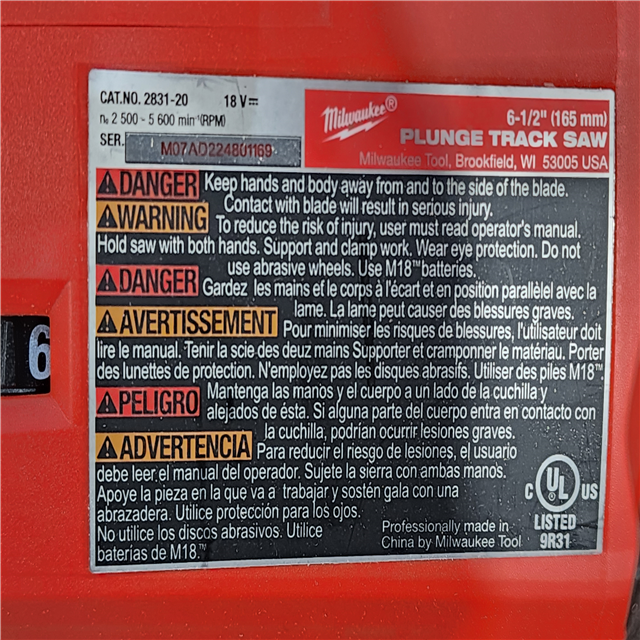 CAT.NO. 2831-20 18 V⎓
n₀ 2 500 - 5 600 min⁻¹(RPM)
SER. M07AD224801169
Milwaukee®
6-1/2" (165 mm)
PLUNGE TRACK SAW
Milwaukee Tool, Brookfield, WI 53005 USA
⚠DANGER Keep hands and body away from and to the side of the blade.
Contact with blade will result in serious injury.
⚠WARNING To reduce the risk of injury, user must read operator's manual.
Hold saw with both hands. Support and clamp work. Wear eye protection. Do not
use abrasive wheels. Use M18™ batteries.
⚠DANGER Gardez les mains et le corps à l'écart et en position parallèlel avec la
lame. La lame peut causer des blessures graves.
⚠AVERTISSEMENT Pour minimiser les risques de blessures, l'utilisateur doit
lire le manual. Tenir la scie des deuz mains Supporter et cramponner le matériau. Porter
des lunettes de protection. N'employez pas les disques abrasifs. Utiliser des piles M18™.
⚠PELIGRO Mantenga las manos y el cuerpo a un lado de la cuchilla y
alejados de ésta. Si alguna parte del cuerpo entra en contacto con
la cuchilla, podrían ocurrir lesiones graves.
⚠ADVERTENCIA Para reducir el riesgo de lesiones, el usuario
debe leer el manual del operador. Sujete la sierra con ambas manos.
Apoye la pieza en la que va a trabajar y sostén gala con una
abrazadera. Utilice protección para los ojos.
No utilice los discos abrasivos. Utilice
baterías de M18™
Professionally made in
China by Milwaukee Tool
C UL® US
LISTED
9R31
6